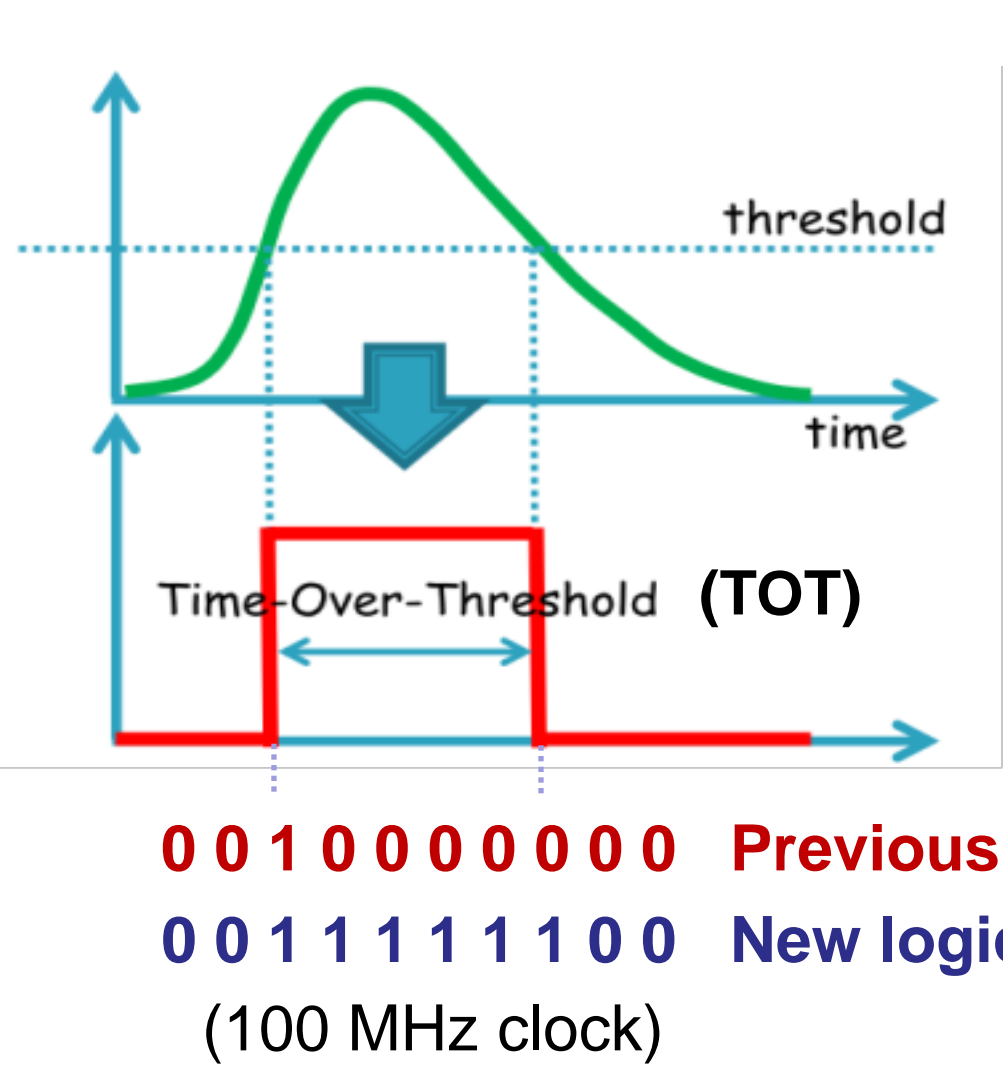 threshold
time
Time-Over-Threshold (TOT)
0 0 1 0 0 0 0 0 0 0 Previous
0 0 1 1 1 1 1 1 0 0 New
(100 MHz clock)